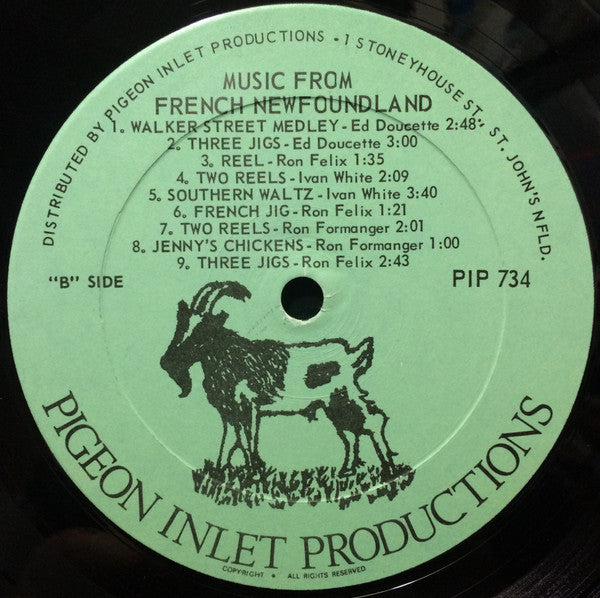 DISTRIBUTED BY PIGEON INLET PRODUCTIONS - 1 STONEYHOUSE ST., ST. JOHN'S NFLD.
MUSIC FROM
FRENCH NEWFOUNDLAND
1. WALKER STREET MEDLEY - Ed Doucette 2:48
2. THREE JIGS - Ed Doucette 3:00
3. REEL - Ron Felix 1:35
4. TWO REELS - Ivan White 2:09
5. SOUTHERN WALTZ - Ivan White 3:40
6. FRENCH JIG - Ron Felix 1:21
7. TWO REELS - Ron Formanger 2:01
8. JENNY'S CHICKENS - Ron Formanger 1:00
9. THREE JIGS - Ron Felix 2:43
"B" SIDE
PIP 734
PIGEON INLET PRODUCTIONS
COPYRIGHT • ALL RIGHTS RESERVED